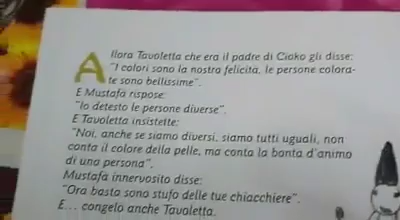 Allora Tavoletta che era il padre di Cioko gli disse:
"I colori sono la nostra felicità, le persone colora-
te sono bellissime".
E Mustafà rispose:
"Io detesto le persone diverse".
E Tavoletta insistette:
"Noi, anche se siamo diversi, siamo tutti uguali, non
conta il colore della pelle, ma conta la bonta d'animo
di una persona".
Mustafà innervosito disse:
"Ora basta sono stufo delle tue chiacchiere".
E... congelo anche Tavoletta.